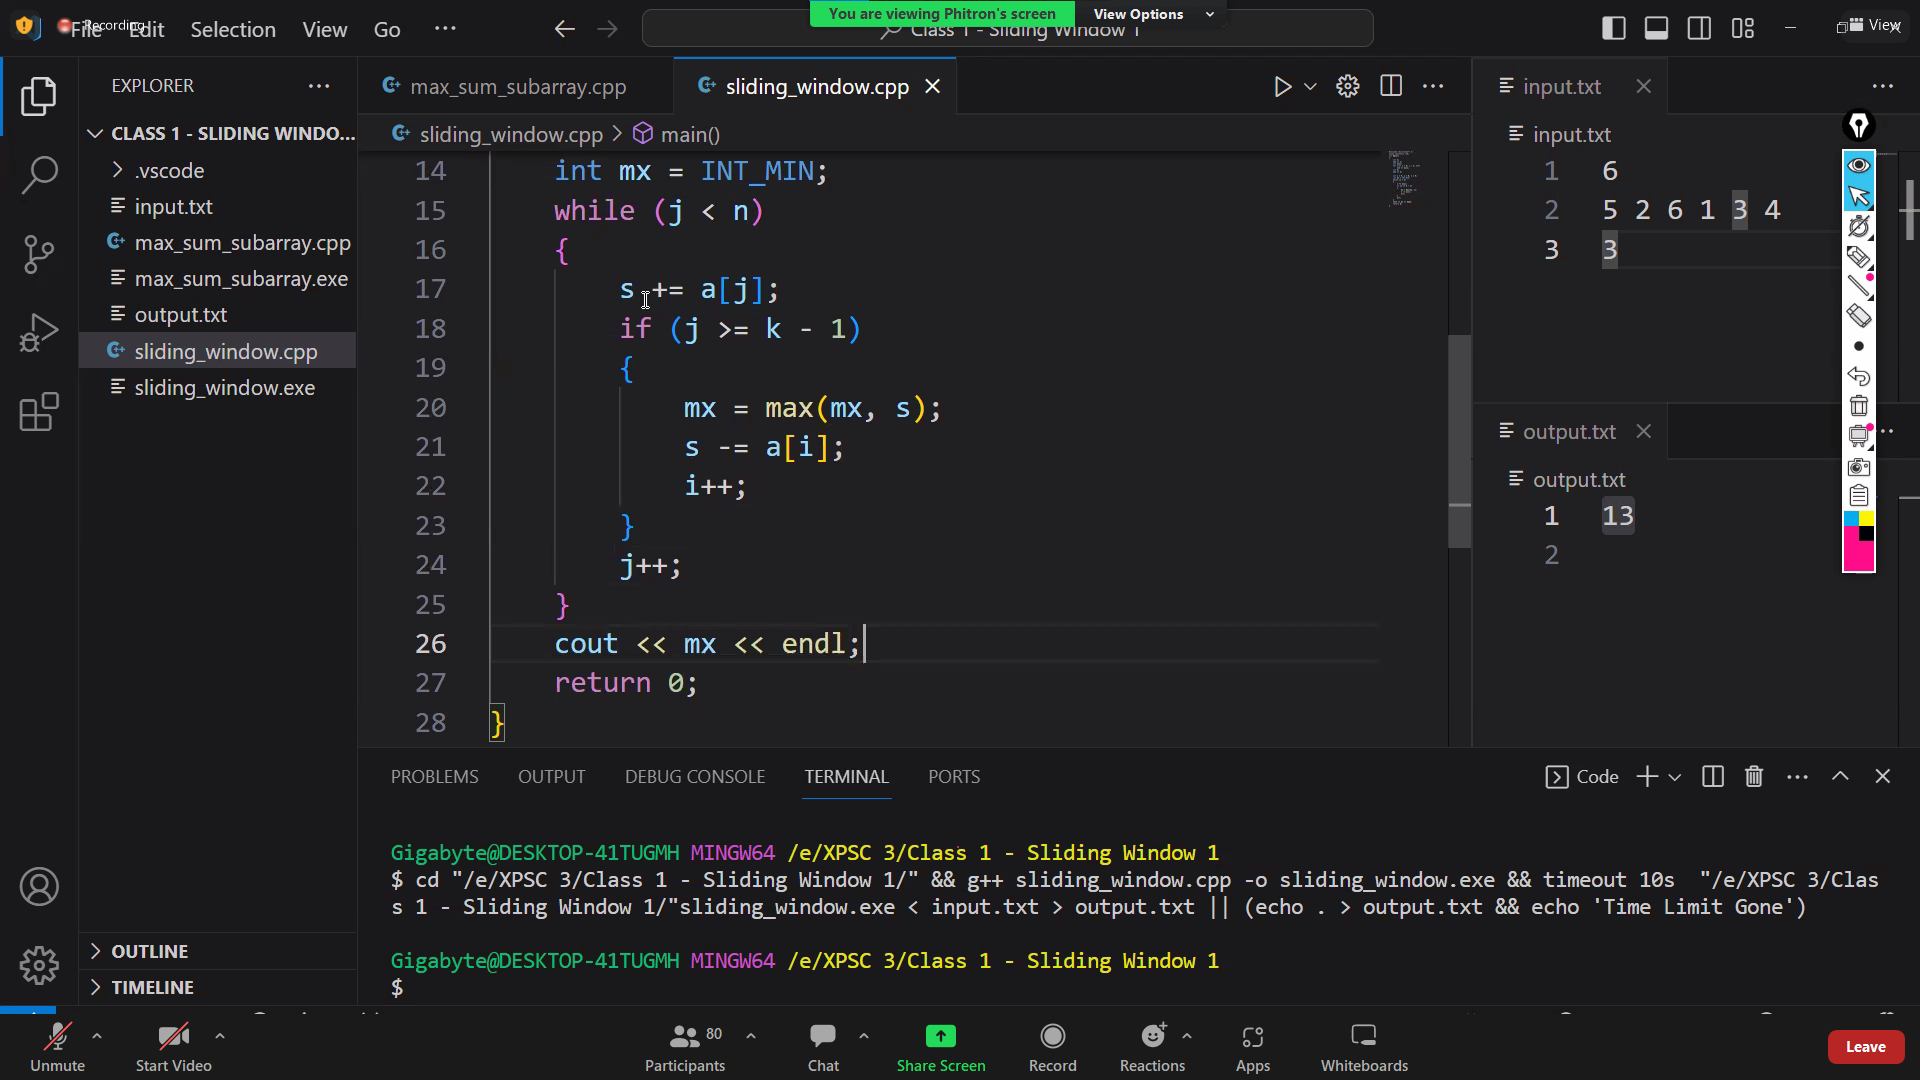 You are viewing Phitron's screen
View Options
Recording
File
Edit
Selection
View
Go
Class 1 - Sliding Window 1
View
EXPLORER
CLASS 1 - SLIDING WINDO...
.vscode
input.txt
max_sum_subarray.cpp
max_sum_subarray.exe
output.txt
sliding_window.cpp
sliding_window.exe
OUTLINE
TIMELINE
max_sum_subarray.cpp
sliding_window.cpp
sliding_window.cpp > main()
14 int mx = INT_MIN;
15 while (j < n)
16 {
17 s += a[j];
18 if (j >= k - 1)
19 {
20 mx = max(mx, s);
21 s -= a[i];
22 i++;
23 }
24 j++;
25 }
26 cout << mx << endl;
27 return 0;
28 }
input.txt
input.txt
1 6
2 5 2 6 1 3 4
3 3
output.txt
output.txt
1 13
2
PROBLEMS
OUTPUT
DEBUG CONSOLE
TERMINAL
PORTS
Code
Gigabyte@DESKTOP-41TUGMH MINGW64 /e/XPSC 3/Class 1 - Sliding Window 1
$ cd "/e/XPSC 3/Class 1 - Sliding Window 1/" && g++ sliding_window.cpp -o sliding_window.exe && timeout 10s "/e/XPSC 3/Clas
s 1 - Sliding Window 1/"sliding_window.exe < input.txt > output.txt || (echo . > output.txt && echo 'Time Limit Gone')
Gigabyte@DESKTOP-41TUGMH MINGW64 /e/XPSC 3/Class 1 - Sliding Window 1
$
Unmute
Start Video
80
Participants
Chat
Share Screen
Record
Reactions
Apps
Whiteboards
Leave